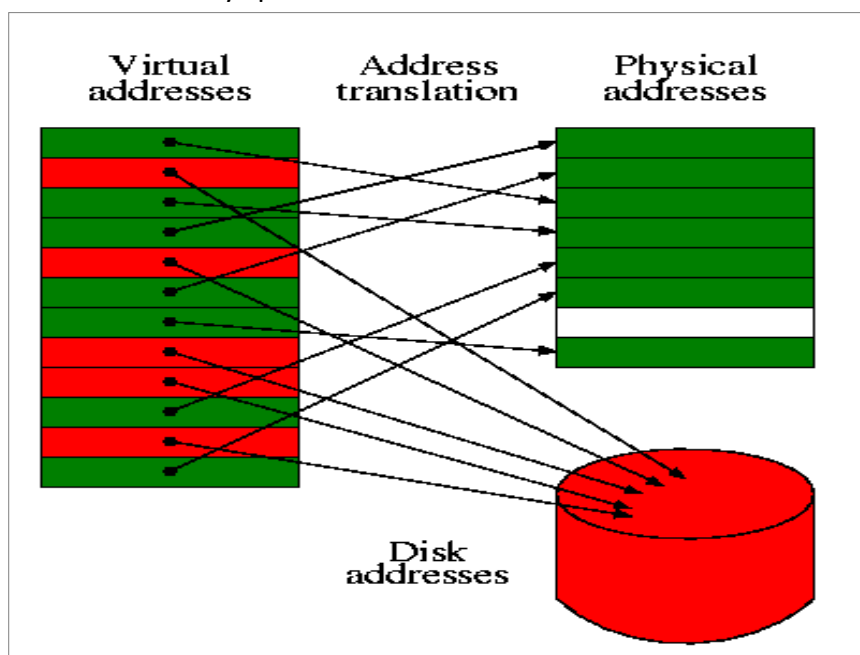 Virtual
addresses
Address
translation
Physical
addresses
Disk
addresses